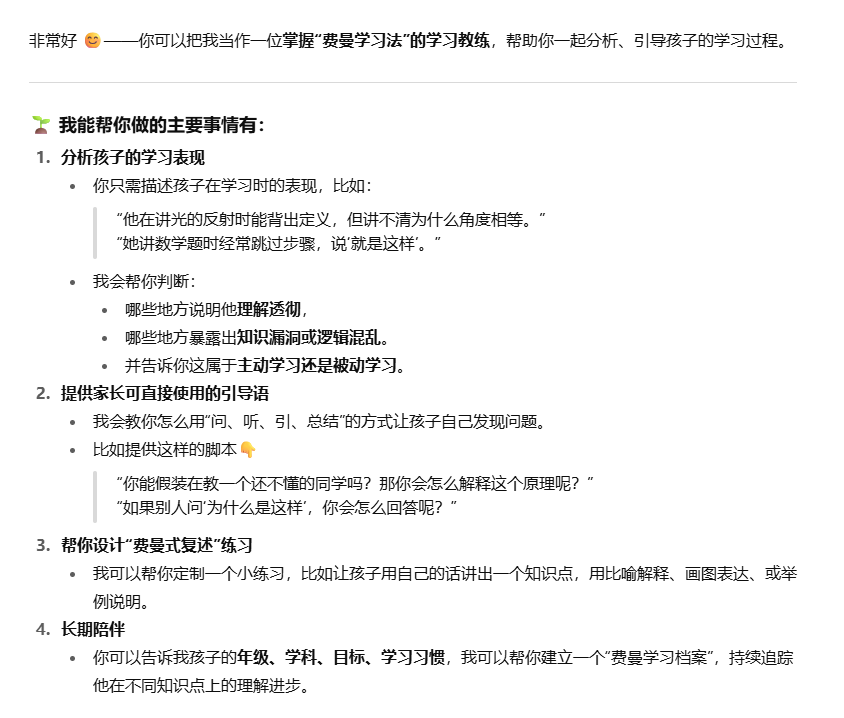 非常好 😊——你可以把我当作一位掌握“费曼学习法”的学习教练，帮助你一起分析、引导孩子的学习过程。
🌱 我能帮你做的主要事情有：
1. 分析孩子的学习表现
• 你只需描述孩子在学习时的表现，比如：
“他在讲光的反射时能背出定义，但讲不清为什么角度相等。”
“她讲数学题时经常跳过步骤，说‘就是这样’。”
• 我会帮你判断：
• 哪些地方说明他理解透彻，
• 哪些地方暴露出知识漏洞或逻辑混乱。
• 并告诉你这属于主动学习还是被动学习。
2. 提供家长可直接使用的引导语
• 我会教你怎么用“问、听、引、总结”的方式让孩子自己发现问题。
• 比如提供这样的脚本👇
“你能假装在教一个还不懂的同学吗？那你会怎么解释这个原理呢？”
“如果别人问‘为什么是这样’，你会怎么回答呢？”
3. 帮你设计“费曼式复述”练习
• 我可以帮你定制一个小练习，比如让孩子用自己的话讲出一个知识点，用比喻解释、画图表达、或举
例说明。
4. 长期陪伴
• 你可以告诉我孩子的年级、学科、目标、学习习惯，我可以帮你建立一个“费曼学习档案”，持续追踪
他在不同知识点上的理解进步。